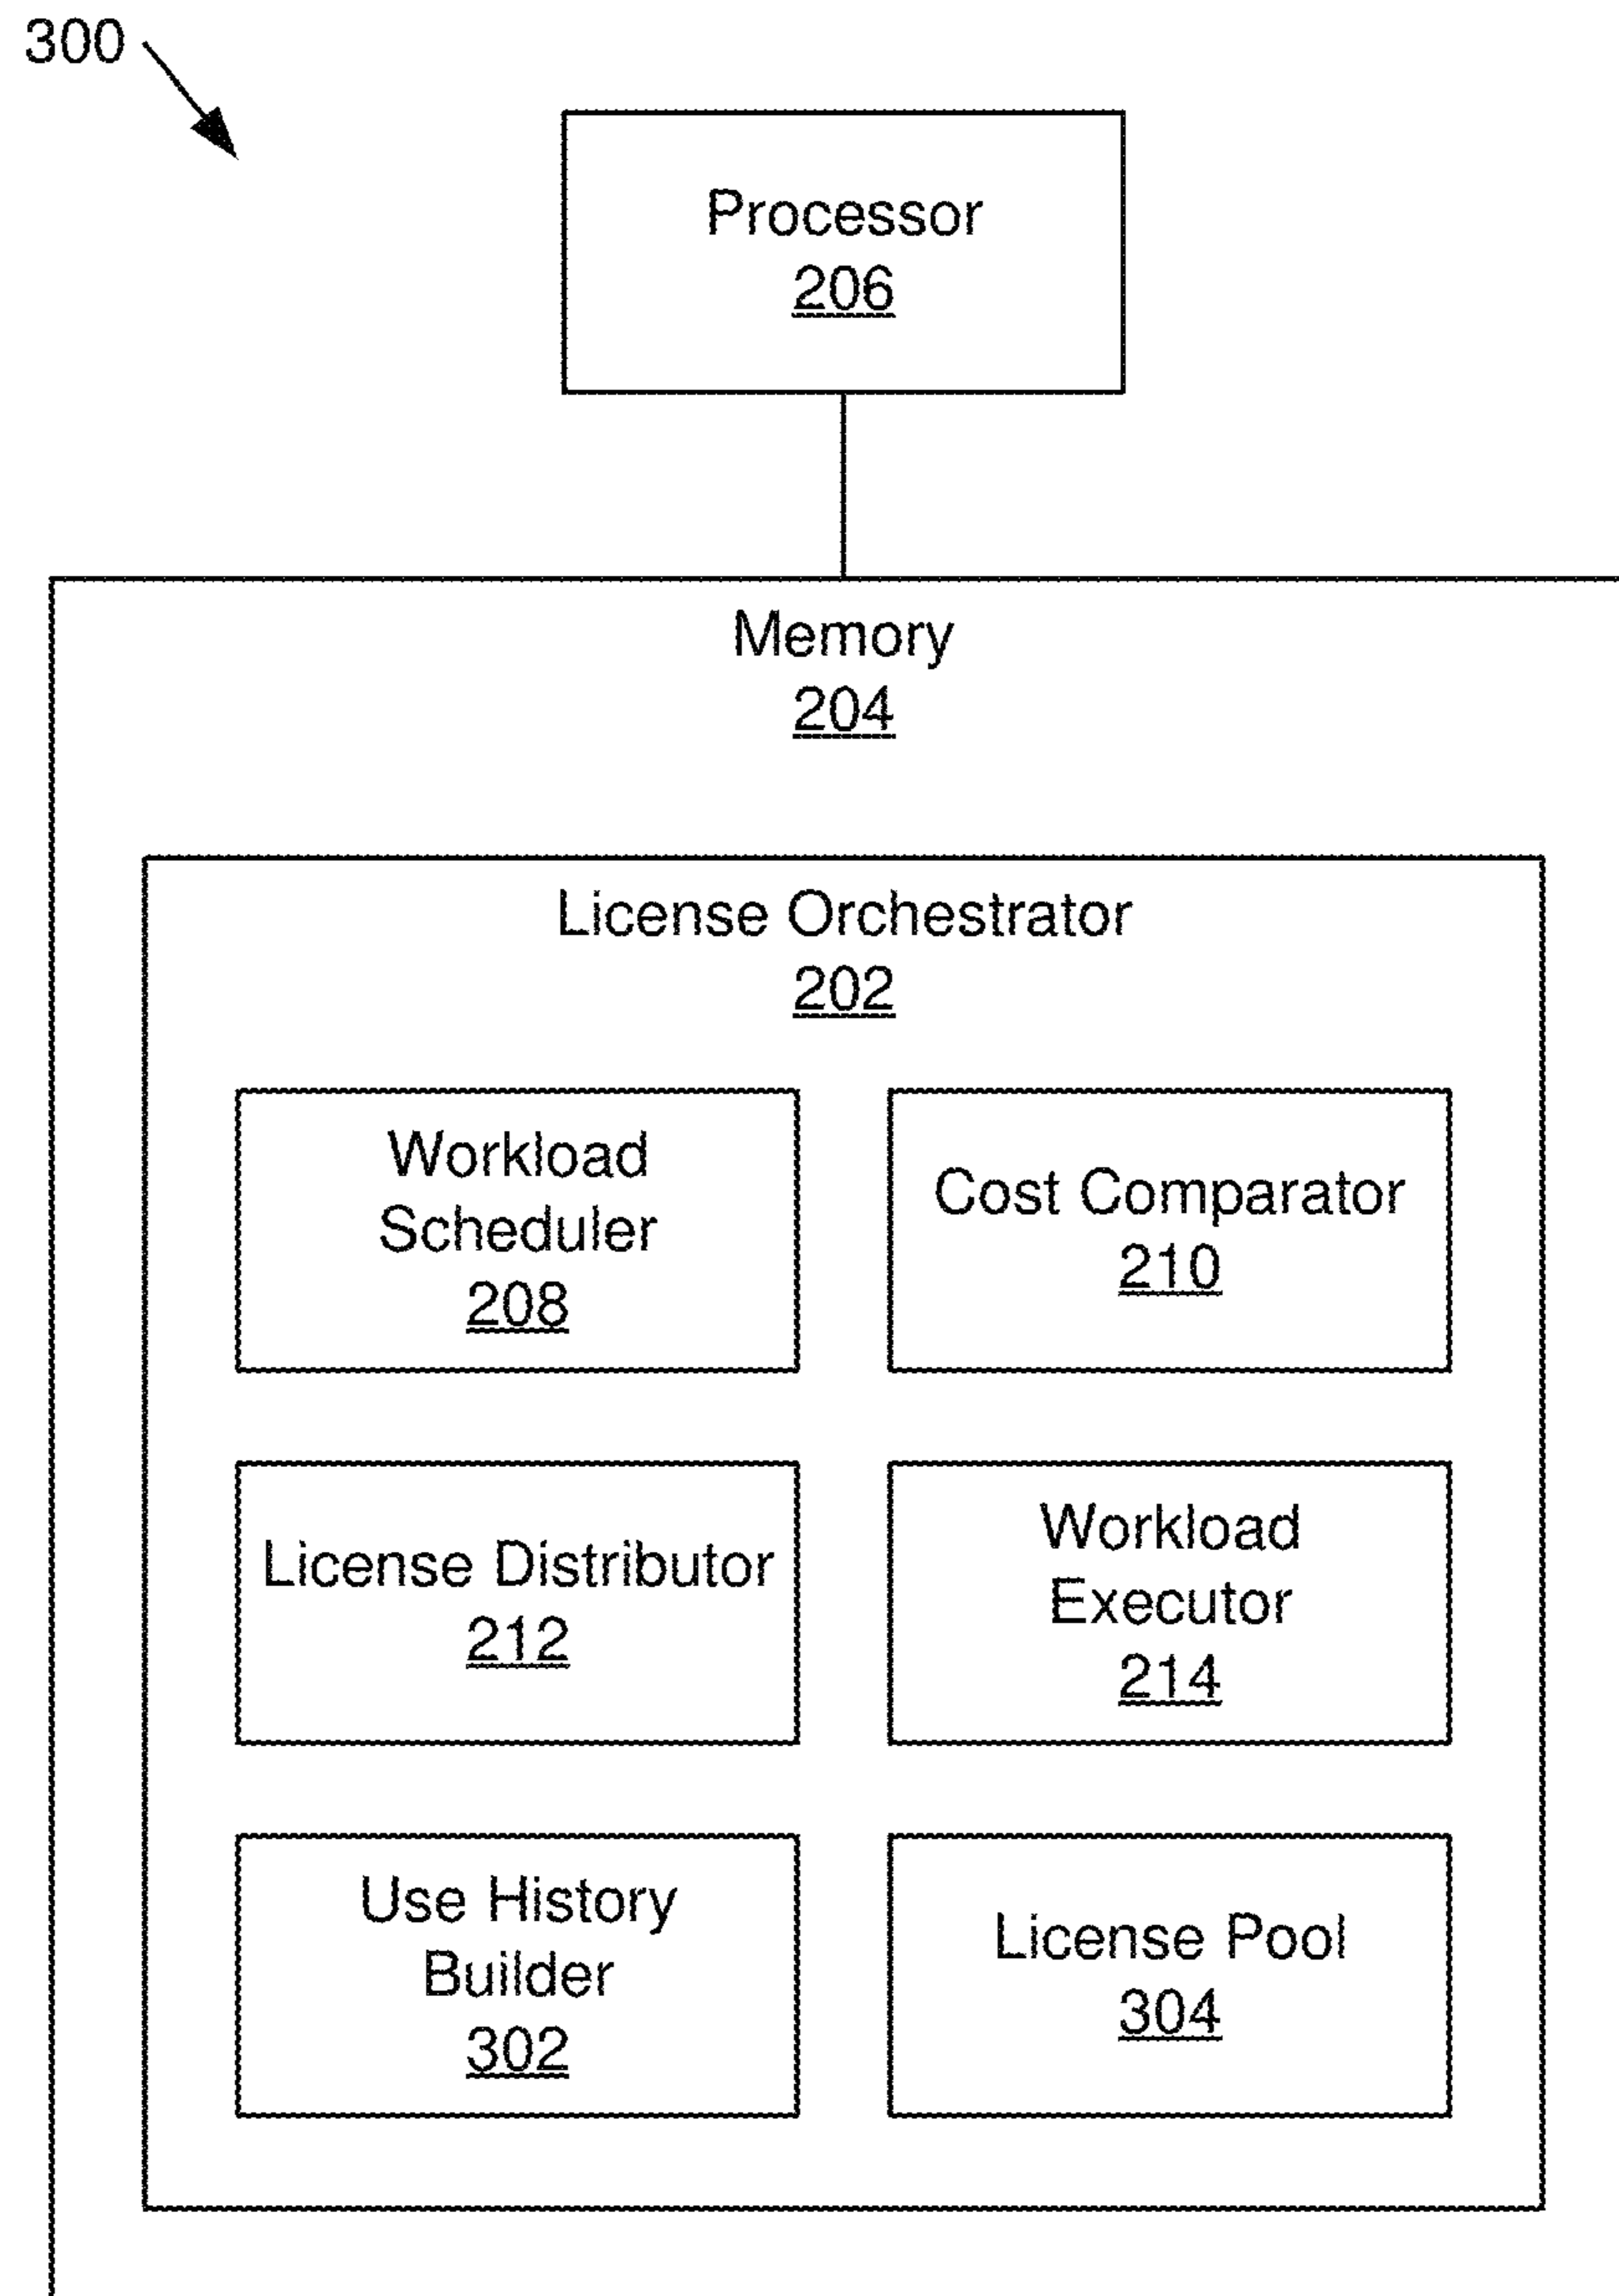 300
Processor
206
Memory
204
License Orchestrator
202
Workload
Scheduler
208
Cost Comparator
210
License Distributor
212
Workload
Executor
214
Use History
Builder
302
License Pool
304